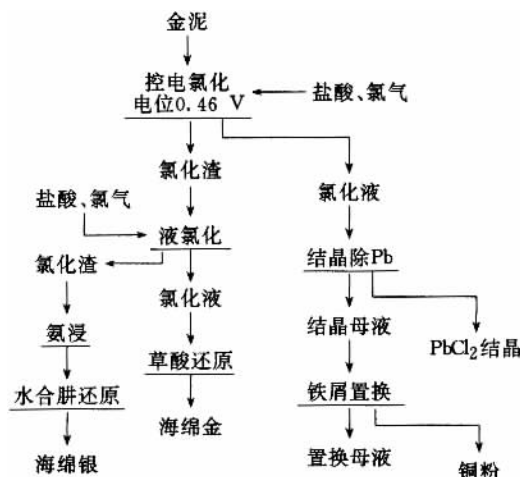 金泥
控电氯化
电位0.46 V
盐酸、氯气
氯化渣
氯化液
盐酸、氯气
液氯化
结晶除Pb
氯化渣
氯化液
结晶母液
PbCl₂结晶
氨浸
草酸还原
水合肼还原
铁屑置换
海绵金
海绵银
置换母液
铜粉